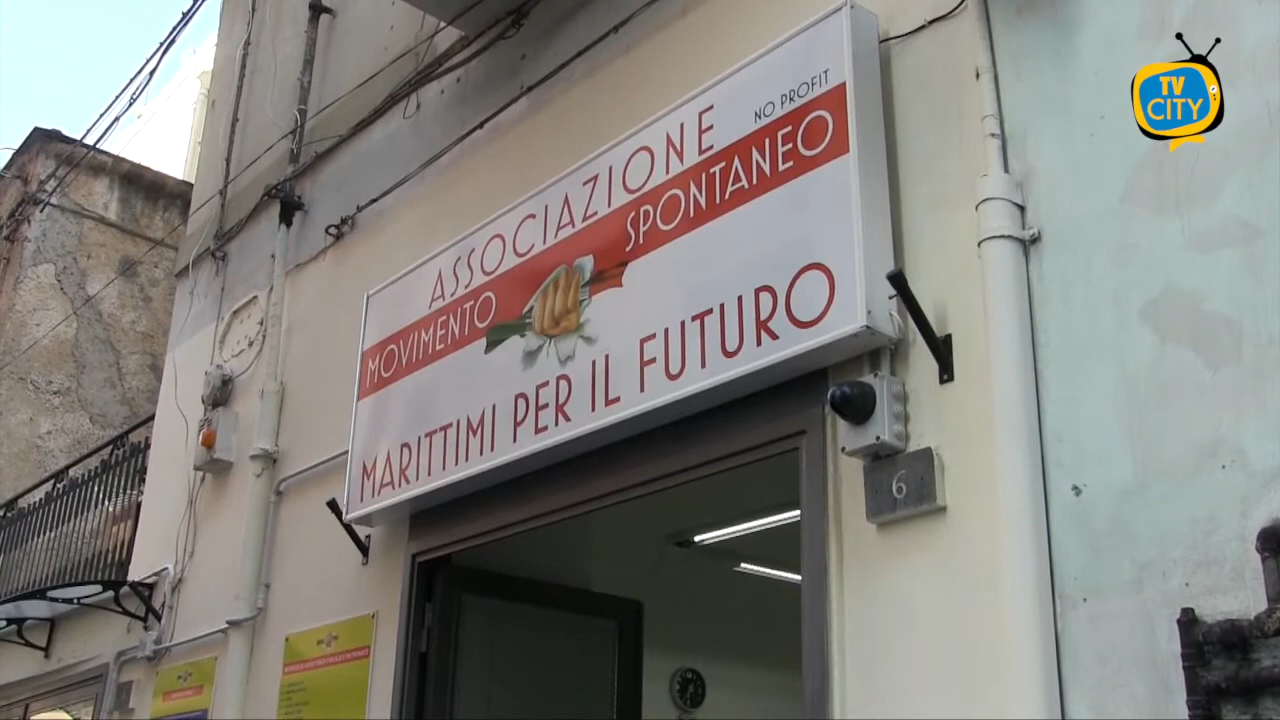 TV
CITY
ASSOCIAZIONE
NO PROFIT
MOVIMENTO
SPONTANEO
MARITTIMI PER IL FUTURO
6